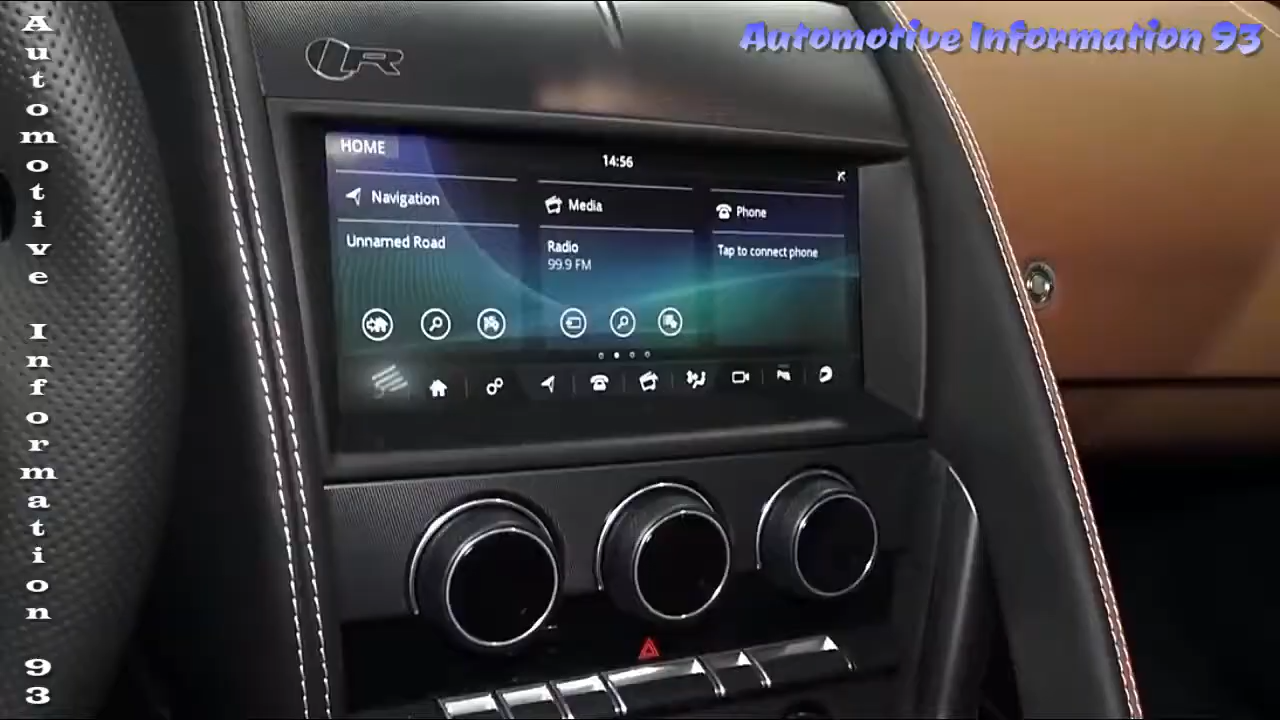 Automotive Information 93
Automotive Information 93
R
HOME
14:56
Navigation
Media
Phone
Unnamed Road
Radio
99.9 FM
Tap to connect phone